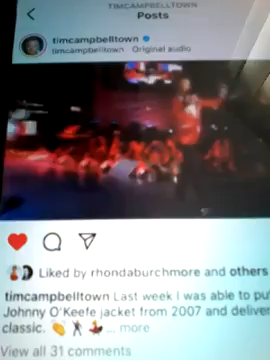 TIMCAMPBELLTOWN
Posts
timcampbelltown
timcampbelltown Original audio
Liked by rhondaburchmore and others
timcampbelltown Last week I was able to pu
Johnny O'Keefe jacket from 2007 and deliver
classic. 👏 🕺 💃 ... more
View all 31 comments